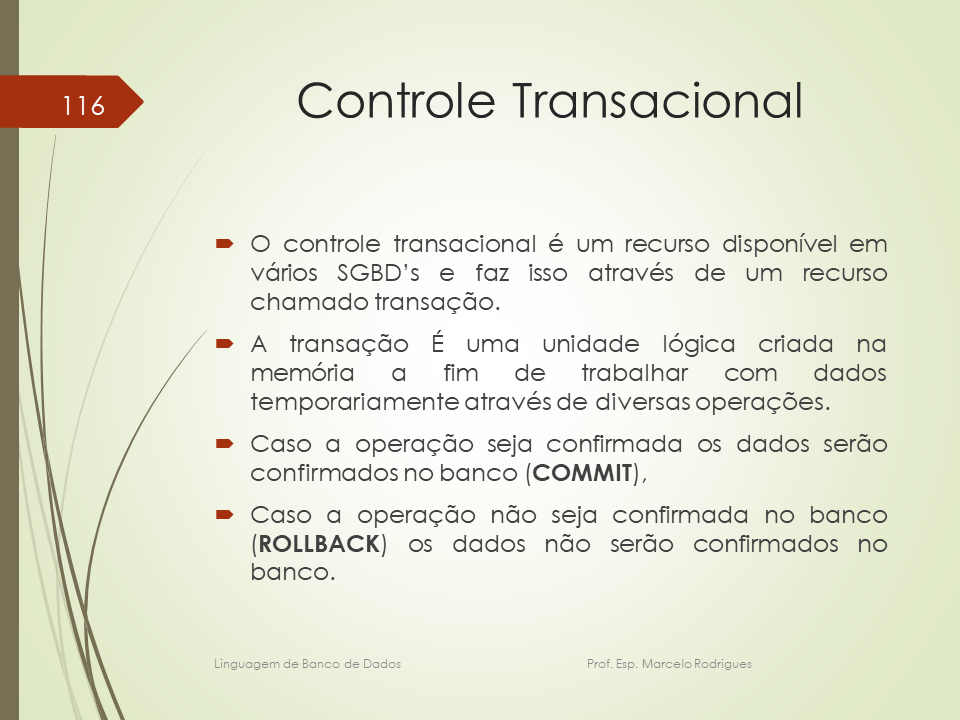 116
Controle Transacional
O controle transacional é um recurso disponível em
vários SGBD's e faz isso através de um recurso
chamado transação.
A transação É uma unidade lógica criada na
memória a fim de trabalhar com dados
temporariamente através de diversas operações.
Caso a operação seja confirmada os dados serão
confirmados no banco (COMMIT),
Caso a operação não seja confirmada no banco
(ROLLBACK) os dados não serão confirmados no
banco.
Linguagem de Banco de Dados Prof. Esp. Marcelo Rodrigues